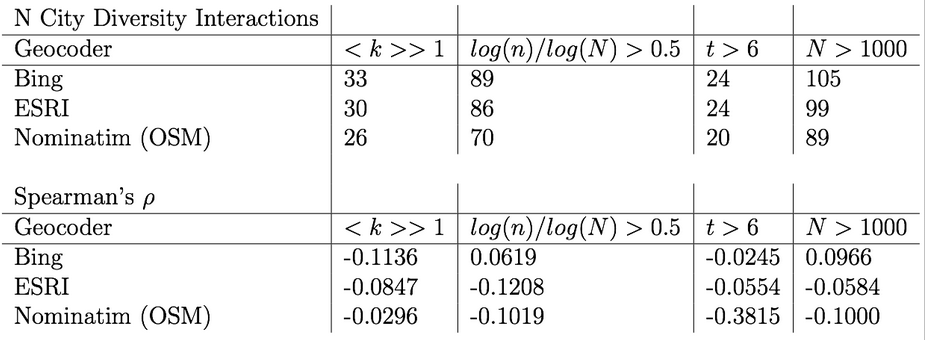 N City Diversity Interactions
Geocoder < k >> 1 log(n)/log(N) > 0.5 t > 6 N > 1000
Bing 33 89 24 105
ESRI 30 86 24 99
Nominatim (OSM) 26 70 20 89
Spearman's ρ
Geocoder < k >> 1 log(n)/log(N) > 0.5 t > 6 N > 1000
Bing -0.1136 0.0619 -0.0245 0.0966
ESRI -0.0847 -0.1208 -0.0554 -0.0584
Nominatim (OSM) -0.0296 -0.1019 -0.3815 -0.1000